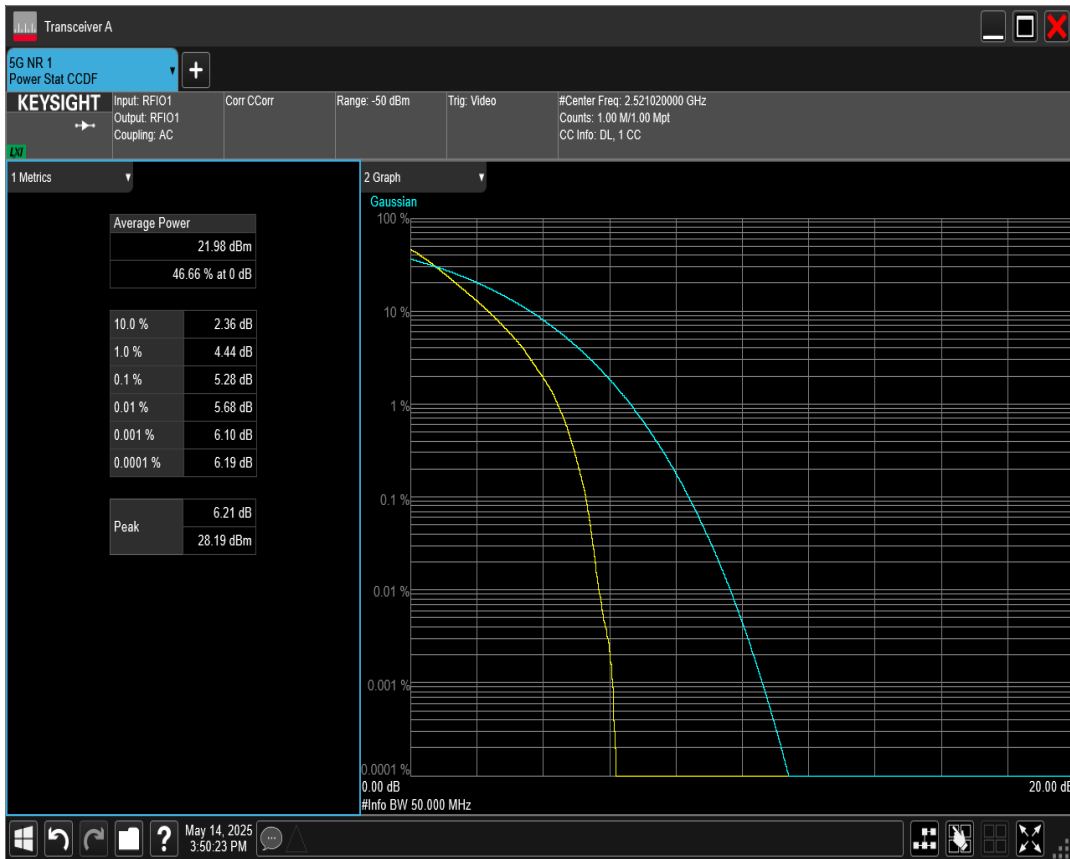 Transceiver A
5G NR 1
Power Stat CCDF
KEYSIGHT
LXI
Input: RFIO1
Output: RFIO1
Coupling: AC
Corr CCorr
Range: -50 dBm
Trig: Video
#Center Freq: 2.521020000 GHz
Counts: 1.00 M/1.00 Mpt
CC Info: DL, 1 CC
1 Metrics
Average Power
21.98 dBm
46.66 % at 0 dB
10.0 % 2.36 dB
1.0 % 4.44 dB
0.1 % 5.28 dB
0.01 % 5.68 dB
0.001 % 6.10 dB
0.0001 % 6.19 dB
Peak 6.21 dB
28.19 dBm
2 Graph
Gaussian
100 %
10 %
1 %
0.1 %
0.01 %
0.001 %
0.0001 %
0.00 dB 20.00 dB
#Info BW 50.000 MHz
? May 14, 2025
3:50:23 PM